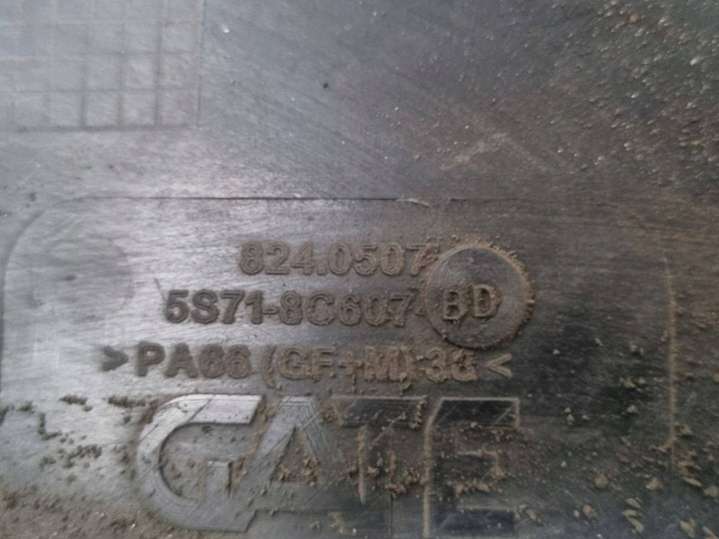 824.0507
5S71-8C607-BD
>PA66 (GF+M) 33<
GATE